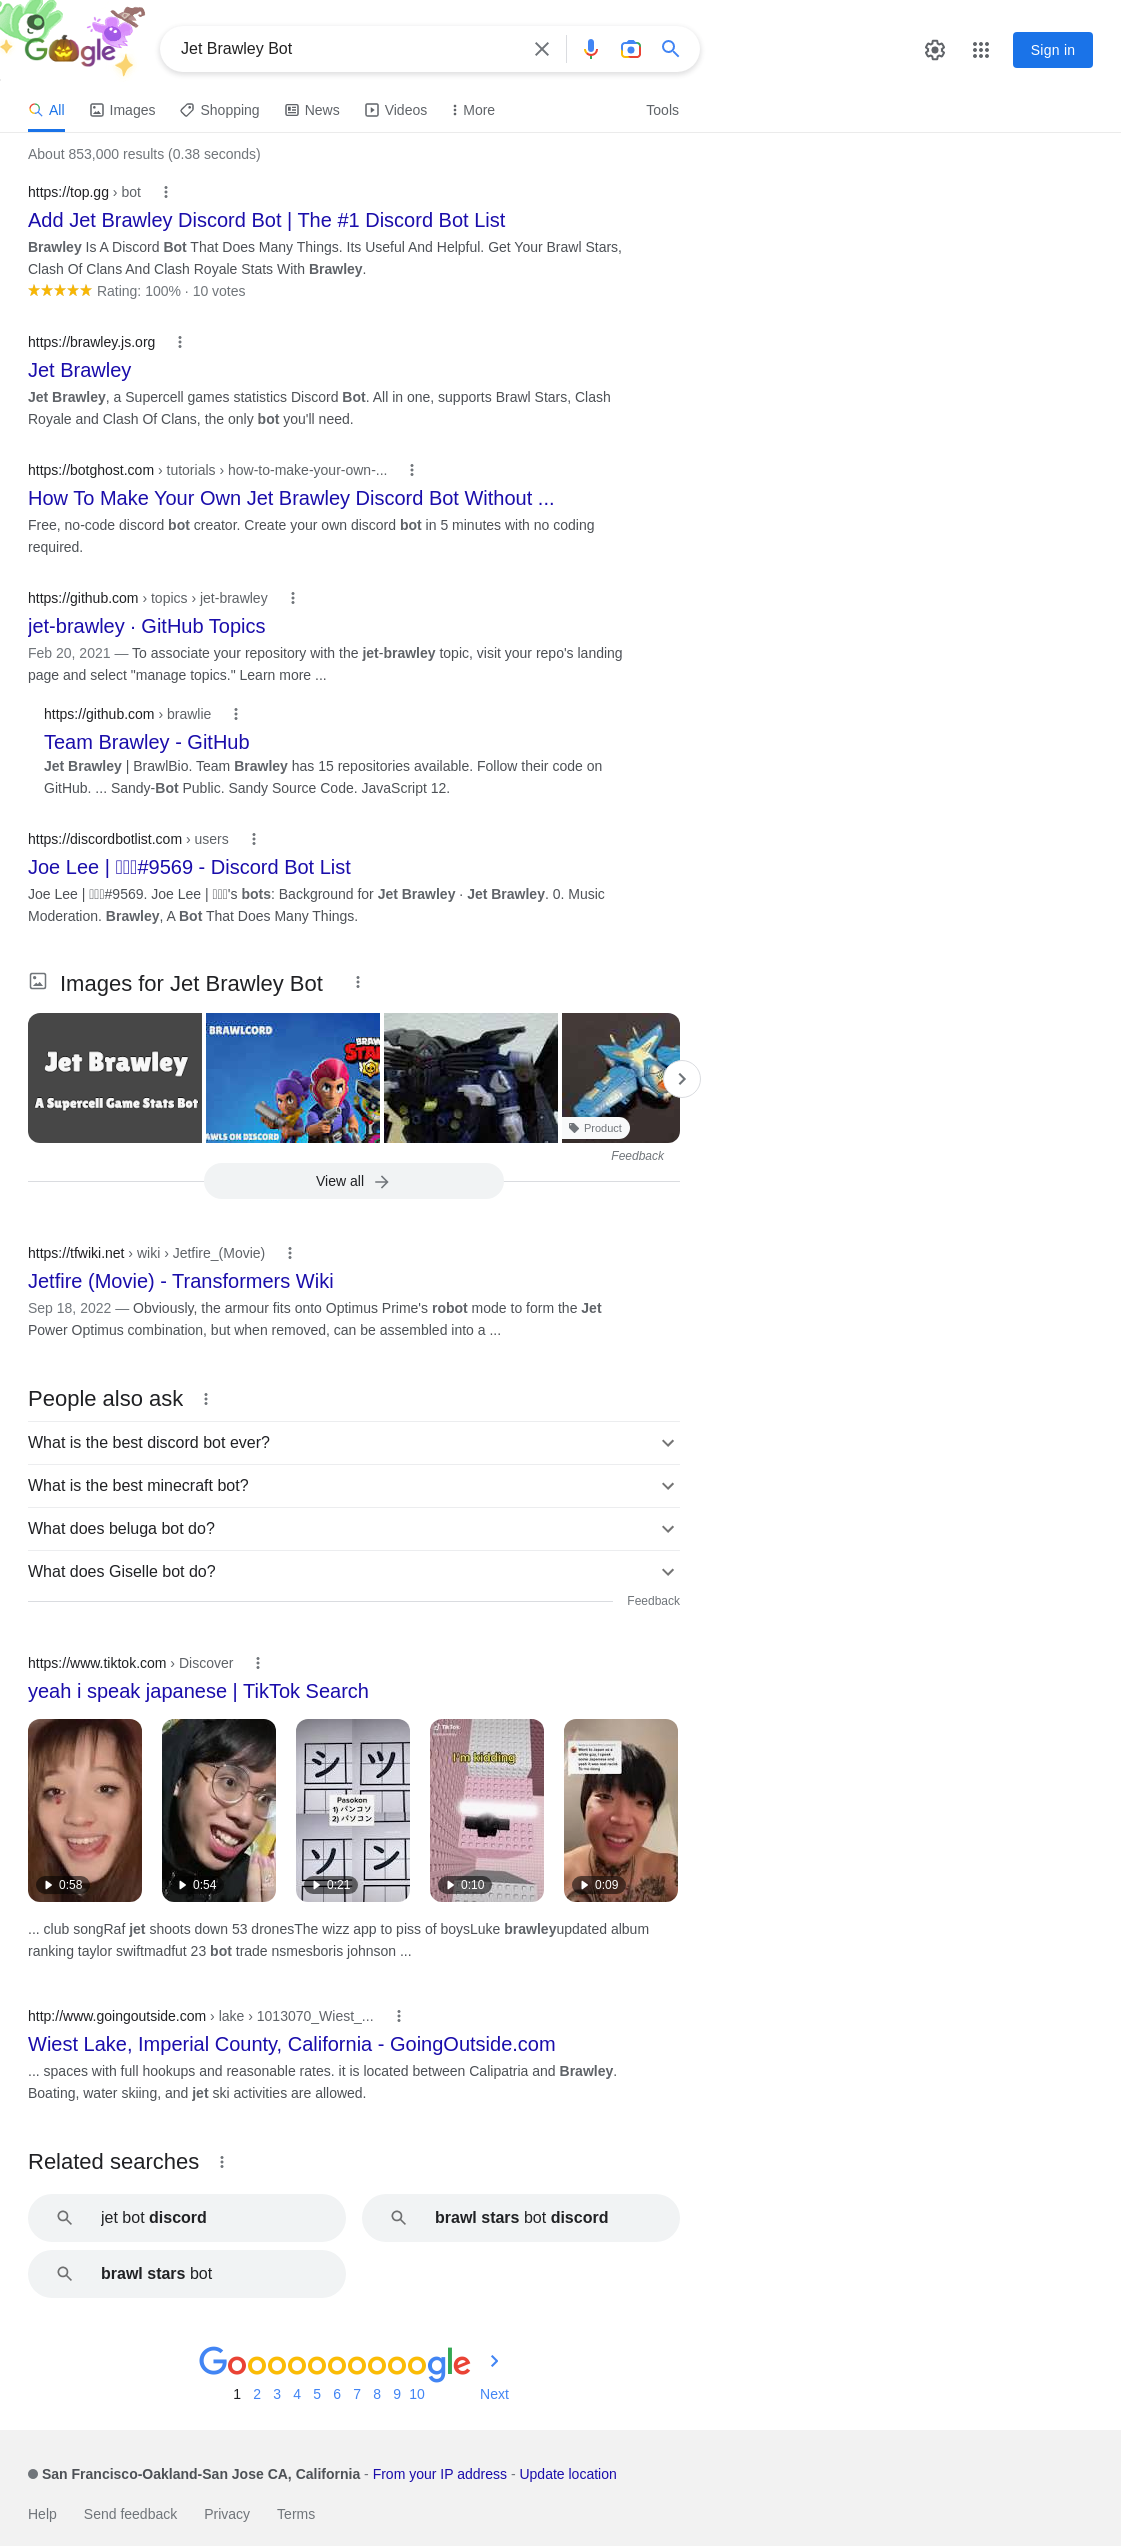 Google
Jet Brawley Bot
Sign in
All
Images
Shopping
News
Videos
More
Tools
About 853,000 results (0.38 seconds)
https://top.gg › bot
Add Jet Brawley Discord Bot | The #1 Discord Bot List
Brawley Is A Discord Bot That Does Many Things. Its Useful And Helpful. Get Your Brawl Stars,
Clash Of Clans And Clash Royale Stats With Brawley.
Rating: 100% · 10 votes
https://brawley.js.org
Jet Brawley
Jet Brawley, a Supercell games statistics Discord Bot. All in one, supports Brawl Stars, Clash
Royale and Clash Of Clans, the only bot you'll need.
https://botghost.com › tutorials › how-to-make-your-own-...
How To Make Your Own Jet Brawley Discord Bot Without ...
Free, no-code discord bot creator. Create your own discord bot in 5 minutes with no coding
required.
https://github.com › topics › jet-brawley
jet-brawley · GitHub Topics
Feb 20, 2021 — To associate your repository with the jet-brawley topic, visit your repo's landing
page and select "manage topics." Learn more ...
https://github.com › brawlie
Team Brawley - GitHub
Jet Brawley | BrawlBio. Team Brawley has 15 repositories available. Follow their code on
GitHub. ... Sandy-Bot Public. Sandy Source Code. JavaScript 12.
https://discordbotlist.com › users
Joe Lee | #9569 - Discord Bot List
Joe Lee | #9569. Joe Lee | 's bots: Background for Jet Brawley · Jet Brawley. 0. Music
Moderation. Brawley, A Bot That Does Many Things.
Images for Jet Brawley Bot
Jet Brawley
A Supercell Game Stats Bot
BRAWLCORD
BRAW
STA
AWLS ON DISCORD
Product
Feedback
View all
https://tfwiki.net › wiki › Jetfire_(Movie)
Jetfire (Movie) - Transformers Wiki
Sep 18, 2022 — Obviously, the armour fits onto Optimus Prime's robot mode to form the Jet
Power Optimus combination, but when removed, can be assembled into a ...
People also ask
What is the best discord bot ever?
What is the best minecraft bot?
What does beluga bot do?
What does Giselle bot do?
Feedback
https://www.tiktok.com › Discover
yeah i speak japanese | TikTok Search
0:58
0:54
シ ツ
Pasokon
1) パンコソ
2) パソコン
ソ ン
0:21
TikTok
I'm kidding
0:10
0:09
... club songRaf jet shoots down 53 dronesThe wizz app to piss of boysLuke brawleyupdated album
ranking taylor swiftmadfut 23 bot trade nsmesboris johnson ...
http://www.goingoutside.com › lake › 1013070_Wiest_...
Wiest Lake, Imperial County, California - GoingOutside.com
... spaces with full hookups and reasonable rates. it is located between Calipatria and Brawley.
Boating, water skiing, and jet ski activities are allowed.
Related searches
jet bot discord
brawl stars bot discord
brawl stars bot
Goooooooooogle
1 2 3 4 5 6 7 8 9 10 Next
San Francisco-Oakland-San Jose CA, California - From your IP address - Update location
Help Send feedback Privacy Terms